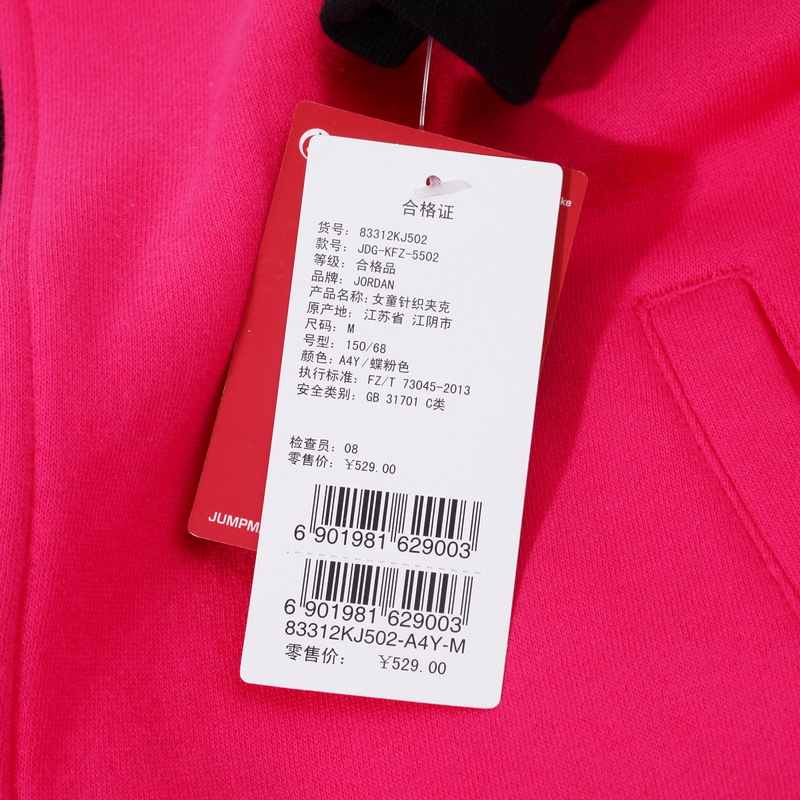 合格证
货号: 83312KJ502
款号: JDG-KFZ-5502
等级: 合格品
品牌: JORDAN
产品名称: 女童针织夹克
原产地: 江苏省 江阴市
尺码: M
号型: 150/68
颜色: A4Y/蝶粉色
执行标准: FZ/T 73045-2013
安全类别: GB 31701 C类
检查员: 08
零售价: ¥529.00
6 901981 629003
6 901981 629003
83312KJ502-A4Y-M
零售价: ¥529.00